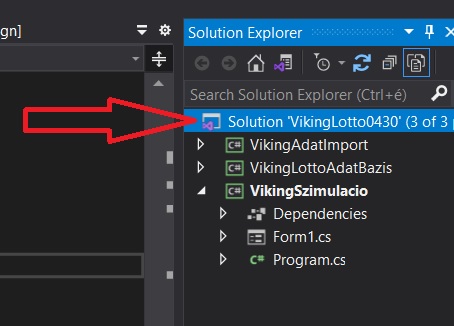 ign]
Solution Explorer
Search Solution Explorer (Ctrl+é)
Solution 'VikingLotto0430' (3 of 3 p
C# VikingAdatImport
C# VikingLottoAdatBazis
C# VikingSzimulacio
Dependencies
Form1.cs
C# Program.cs